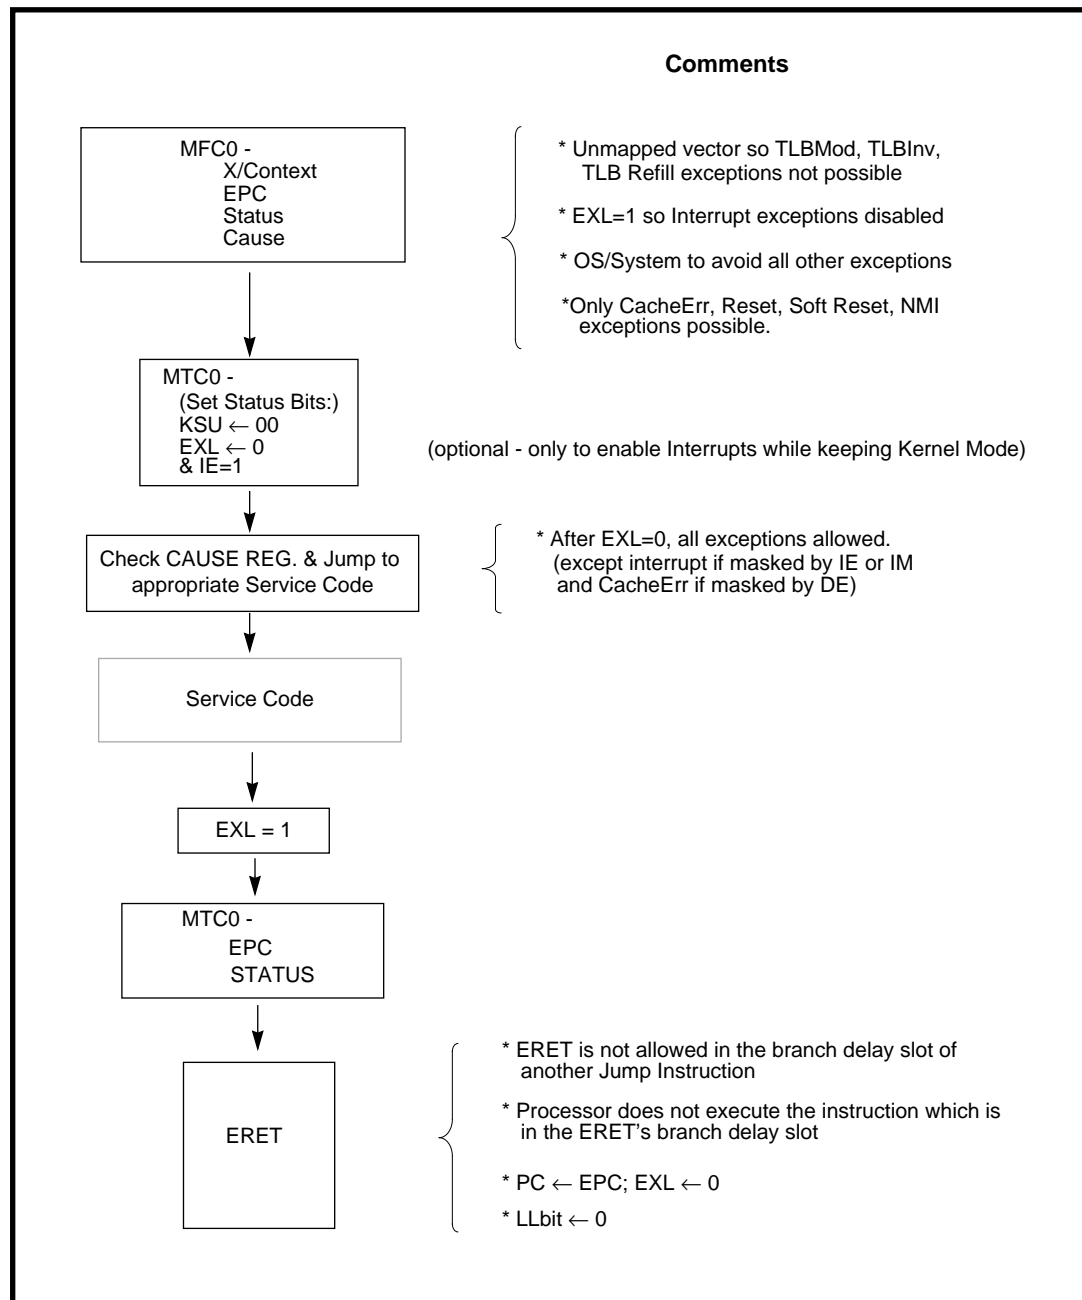 Comments
MFC0 -
X/Context
EPC
Status
Cause
* Unmapped vector so TLBMod, TLBInv,
TLB Refill exceptions not possible
* EXL=1 so Interrupt exceptions disabled
* OS/System to avoid all other exceptions
*Only CacheErr, Reset, Soft Reset, NMI
exceptions possible.
MTC0 -
(Set Status Bits:)
KSU ← 00
EXL ← 0
& IE=1
(optional - only to enable Interrupts while keeping Kernel Mode)
Check CAUSE REG. & Jump to
appropriate Service Code
* After EXL=0, all exceptions allowed.
(except interrupt if masked by IE or IM
and CacheErr if masked by DE)
Service Code
EXL = 1
MTC0 -
EPC
STATUS
ERET
* ERET is not allowed in the branch delay slot of
another Jump Instruction
* Processor does not execute the instruction which is
in the ERET's branch delay slot
* PC ← EPC; EXL ← 0
* LLbit ← 0